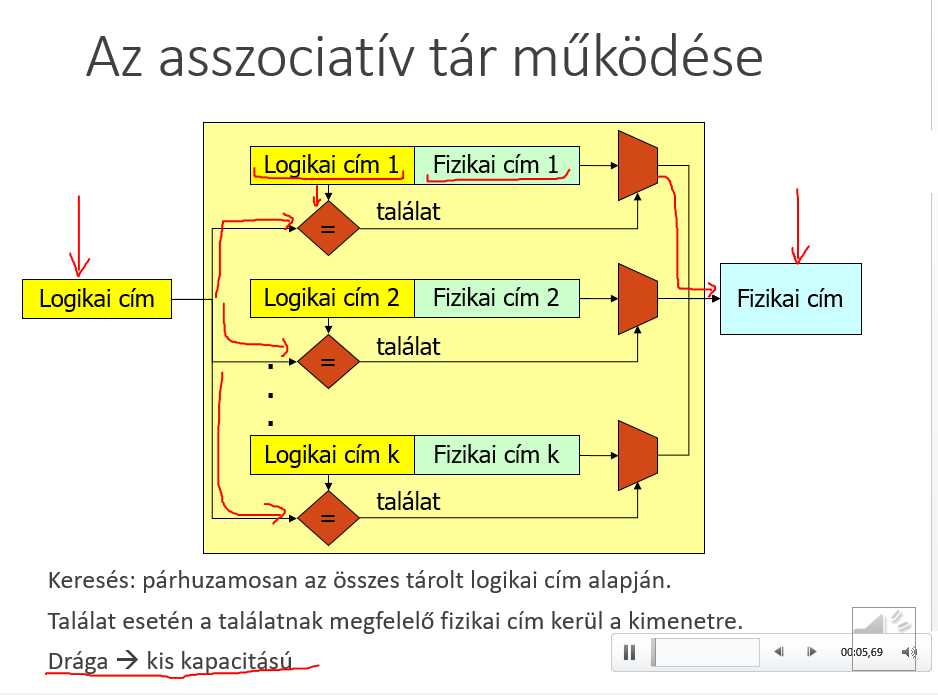 Az asszociatív tár működése
Logikai cím 1 Fizikai cím 1
találat
=
Logikai cím
Logikai cím 2 Fizikai cím 2
Fizikai cím
találat
=
.
.
.
Logikai cím k Fizikai cím k
találat
=
Keresés: párhuzamosan az összes tárolt logikai cím alapján.
Találat esetén a találatnak megfelelő fizikai cím kerül a kimenetre.
Drága → kis kapacitású
00:05,69